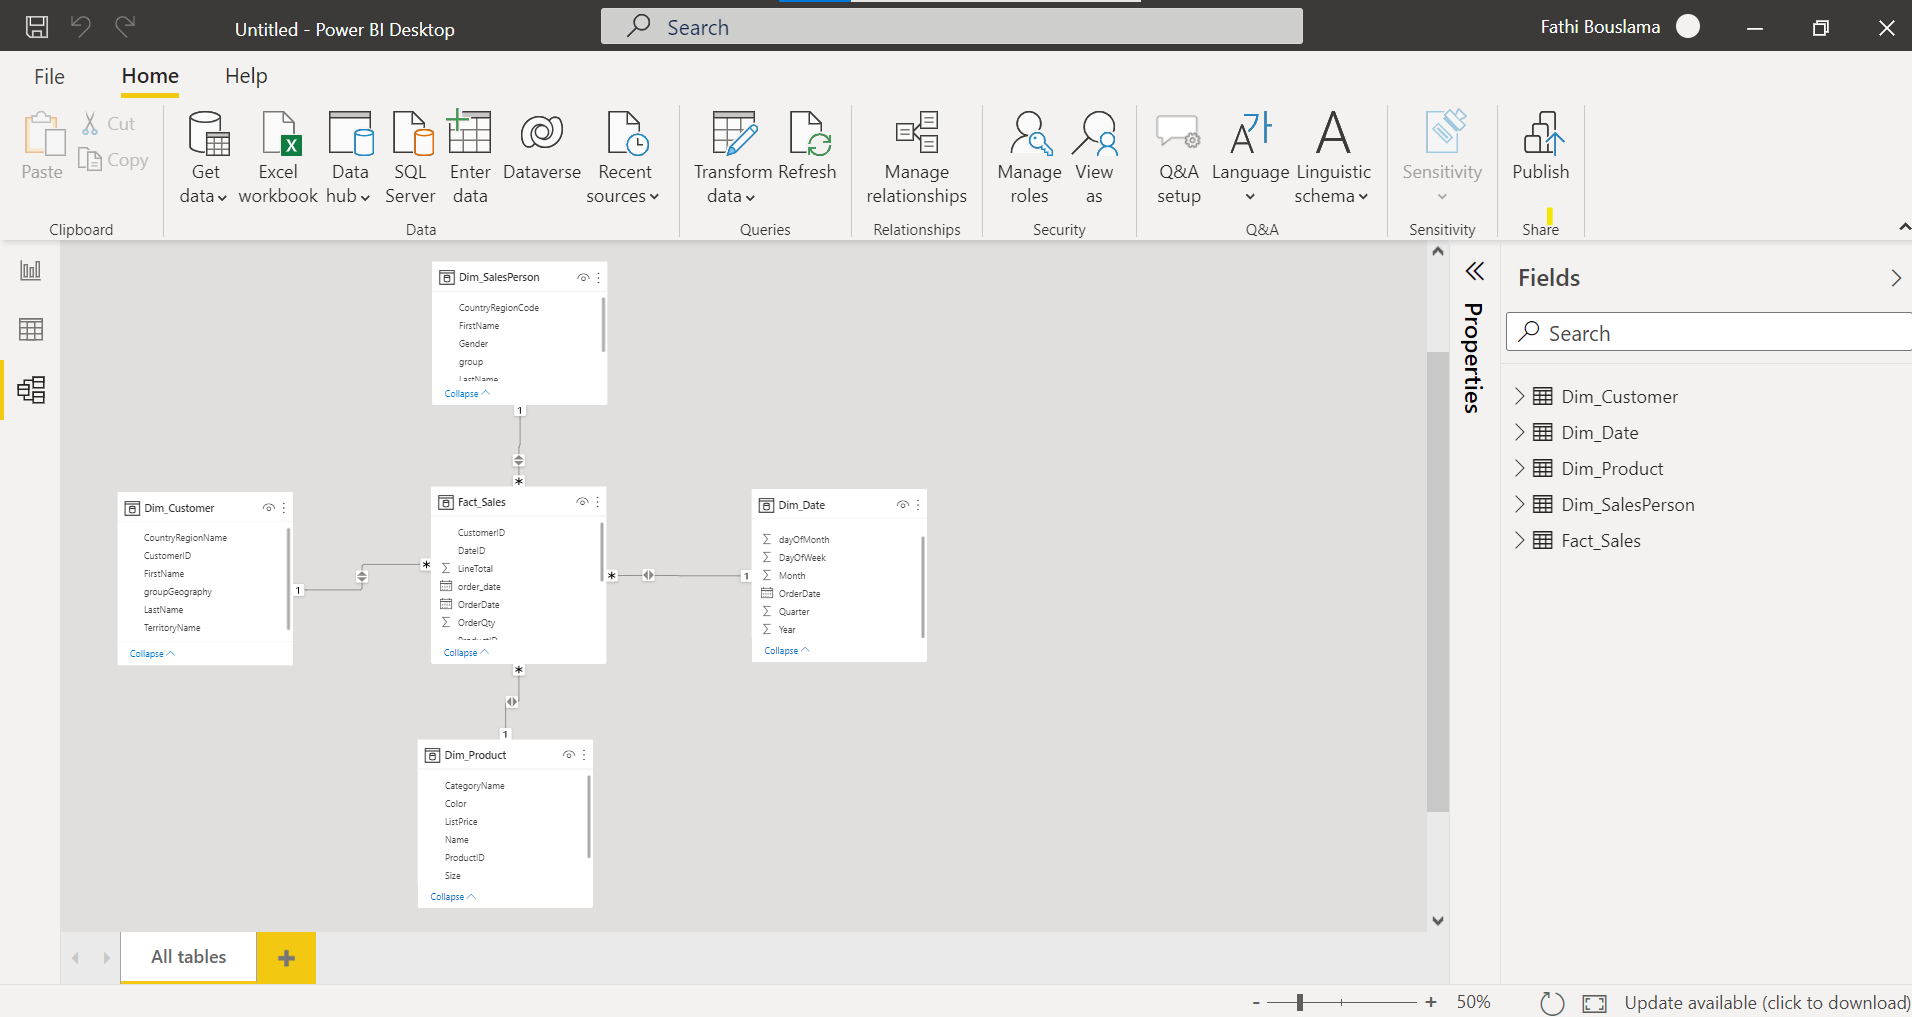 Untitled - Power BI Desktop
Search
Fathi Bouslama
File
Home
Help
Paste
Cut
Copy
Clipboard
Get data
Excel workbook
Data hub
SQL Server
Enter data
Dataverse
Recent sources
Data
Transform data
Refresh
Queries
Manage relationships
Relationships
Manage roles
View as
Security
Q&A setup
Language
Linguistic schema
Q&A
Sensitivity
Sensitivity
Publish
Share
Dim_SalesPerson
CountryRegionCode
FirstName
Gender
group
LastName
Collapse
1
*
Dim_Customer
CountryRegionName
CustomerID
FirstName
groupGeography
LastName
TerritoryName
Collapse
1
*
Fact_Sales
CustomerID
DateID
LineTotal
order_date
OrderDate
OrderQty
ProductID
Collapse
*
1
Dim_Date
dayOfMonth
DayOfWeek
Month
OrderDate
Quarter
Year
Collapse
*
1
Dim_Product
CategoryName
Color
ListPrice
Name
ProductID
Size
Collapse
Properties
Fields
Search
Dim_Customer
Dim_Date
Dim_Product
Dim_SalesPerson
Fact_Sales
All tables
+
- + 50%
Update available (click to download)